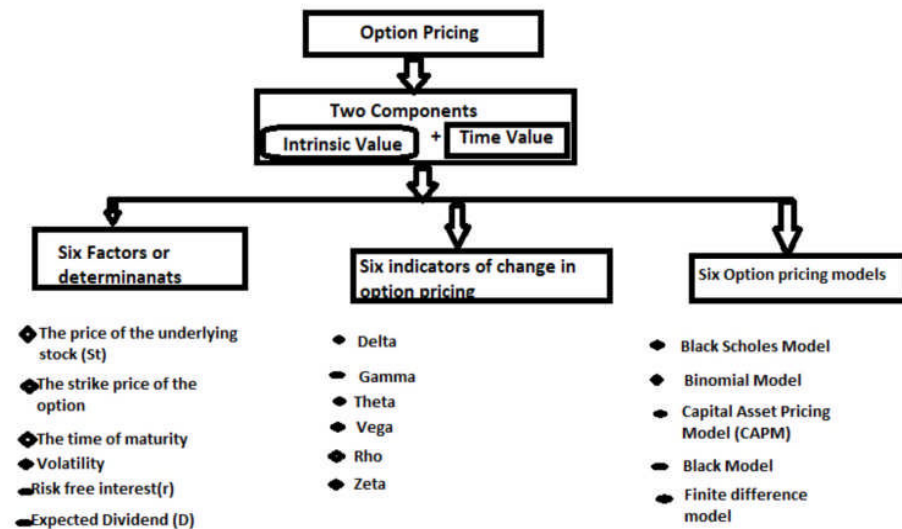 Option Pricing
Two Components
Intrinsic Value + Time Value
Six Factors or
determinanats
Six indicators of change in
option pricing
Six Option pricing models
The price of the underlying
stock (St)
The strike price of the
option
The time of maturity
Volatility
Risk free interest(r)
Expected Dividend (D)
Delta
Gamma
Theta
Vega
Rho
Zeta
Black Scholes Model
Binomial Model
Capital Asset Pricing
Model (CAPM)
Black Model
Finite difference
model